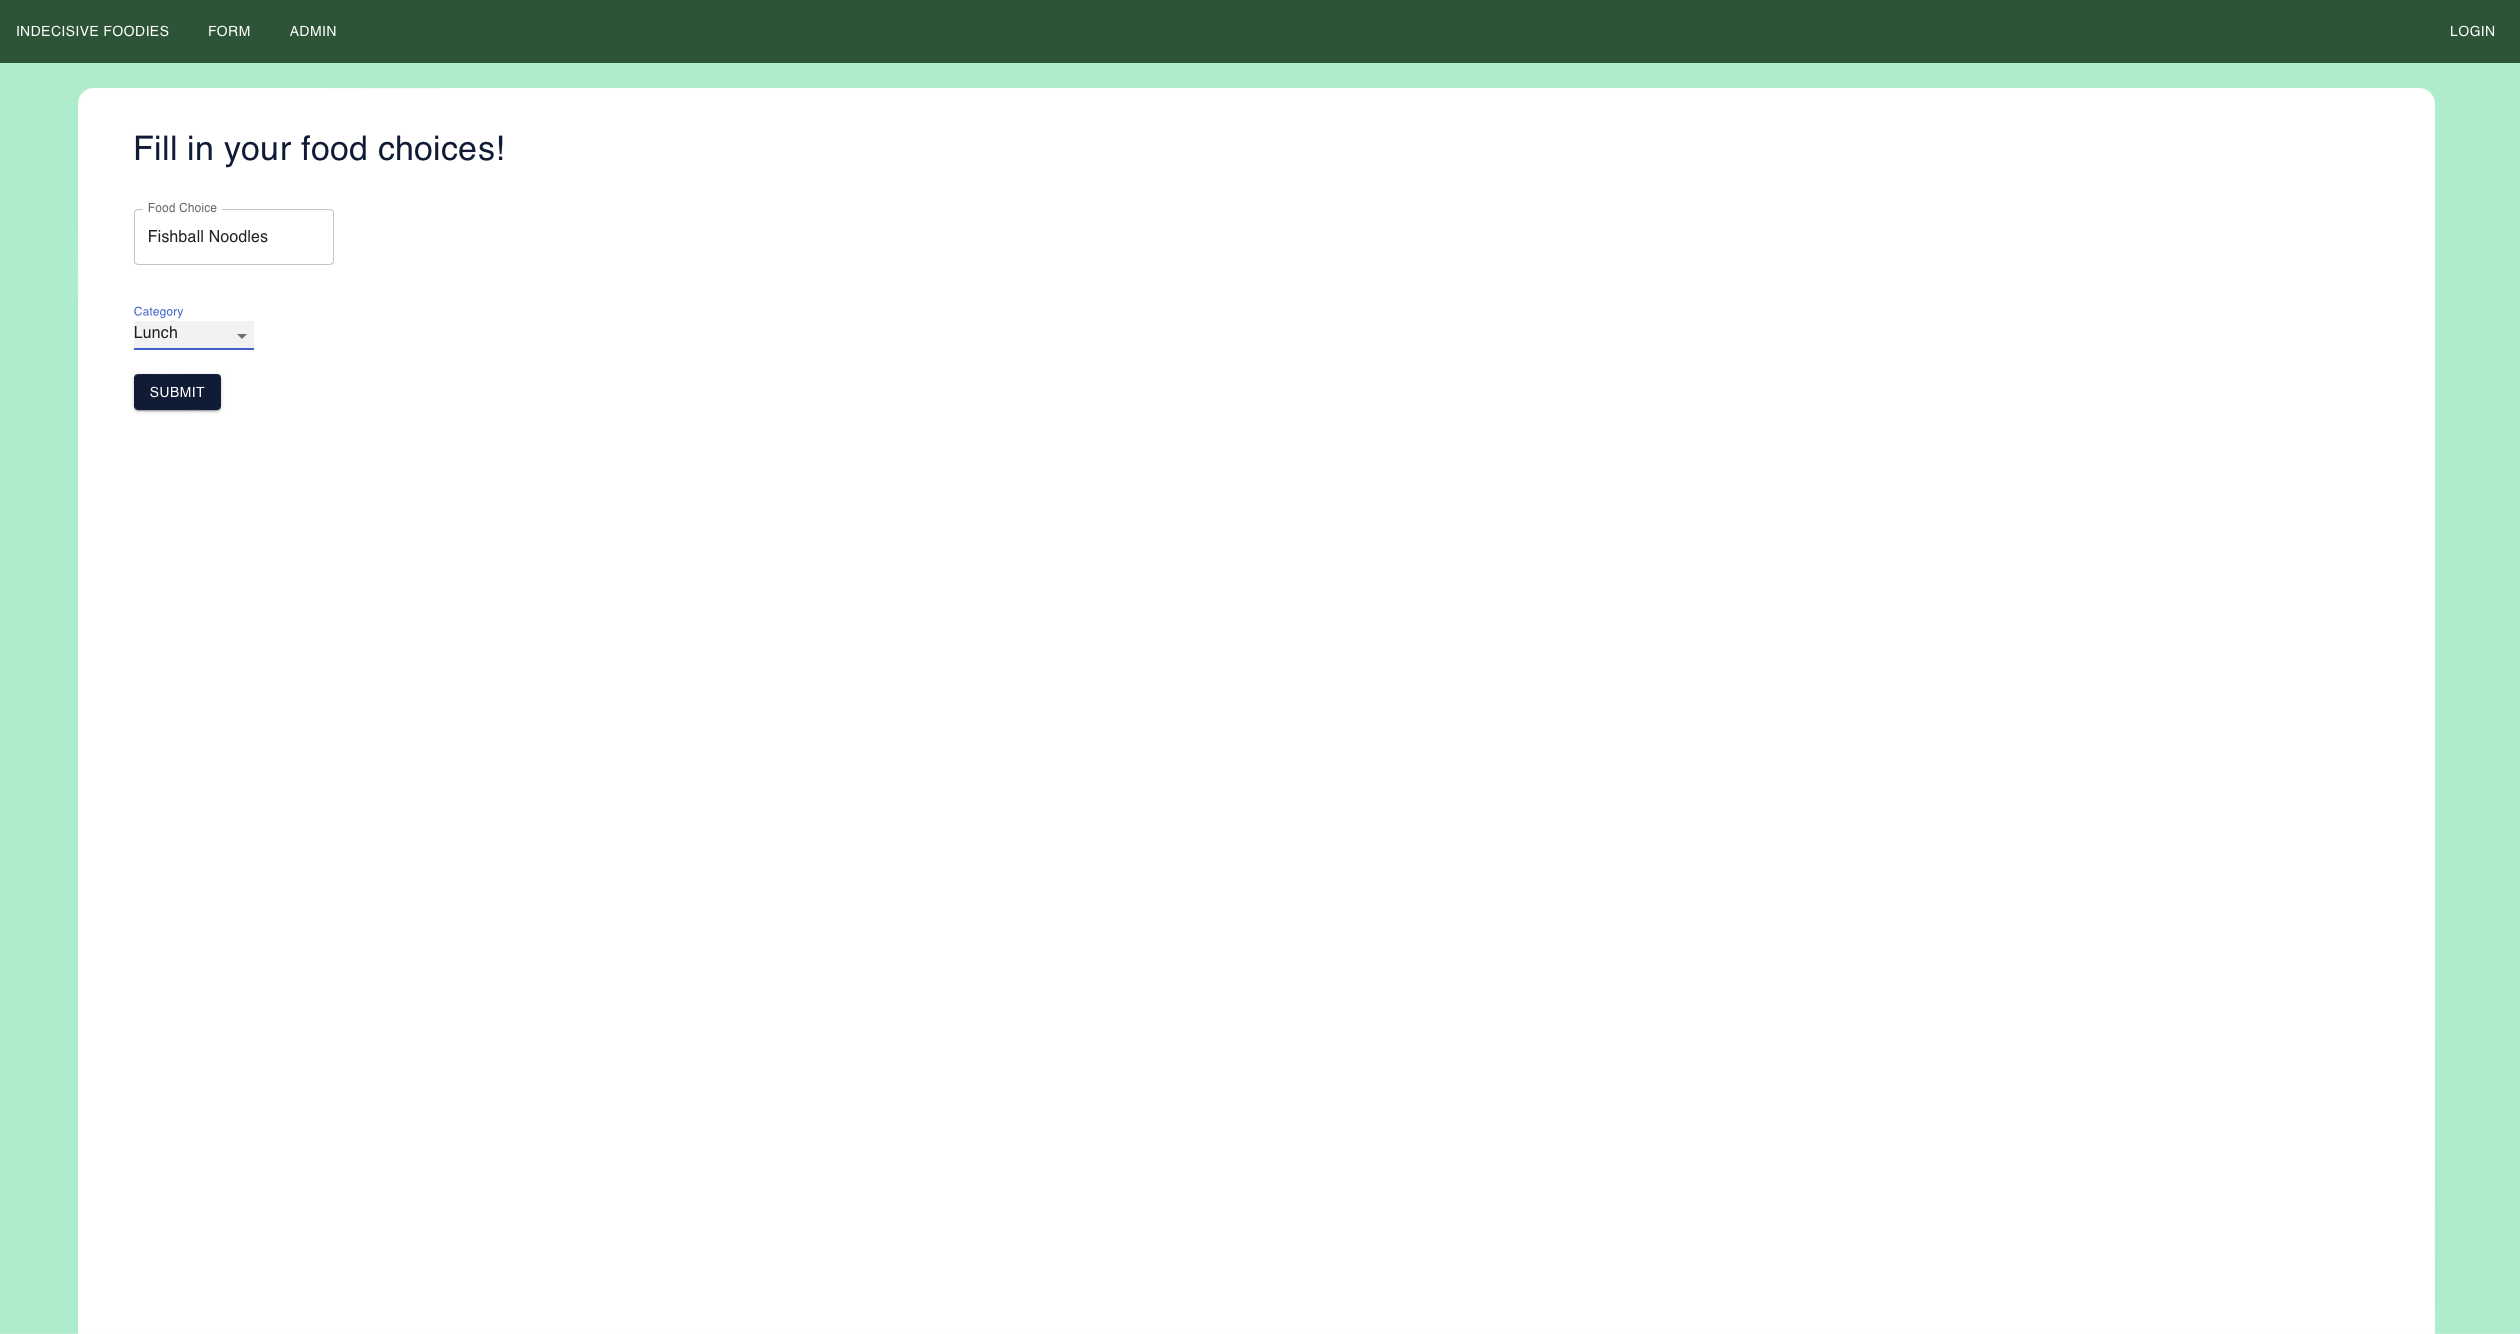 INDECISIVE FOODIES FORM ADMIN LOGIN
Fill in your food choices!
Food Choice
Fishball Noodles
Category
Lunch
SUBMIT